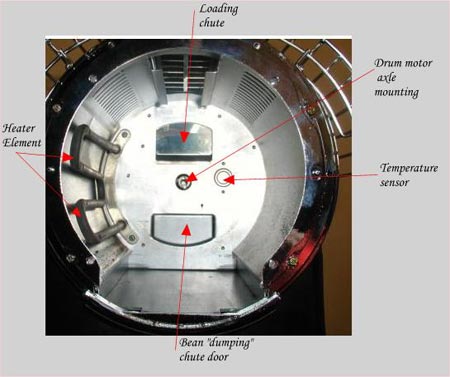 Loading
chute
Drum motor
axle
mounting
Heater
Element
Temperature
sensor
Bean "dumping"
chute door